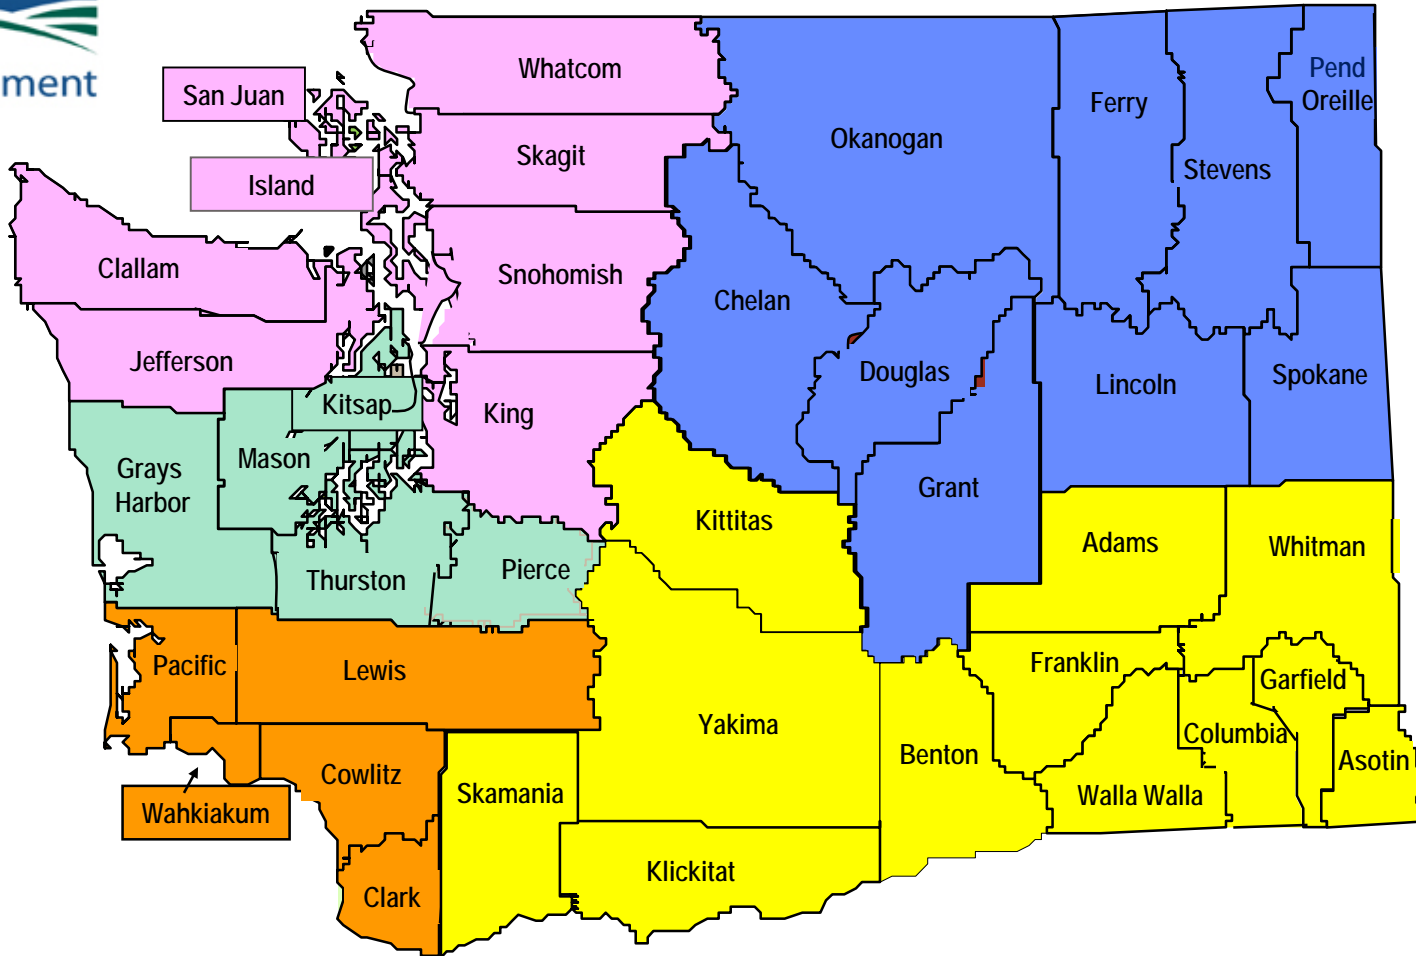 ment
San Juan
Whatcom
Pend
Oreille
Ferry
Okanogan
Skagit
Stevens
Island
Clallam
Snohomish
Chelan
Jefferson
Douglas
Lincoln
Spokane
Kitsap
King
Mason
Grays
Harbor
Grant
Kittitas
Adams
Whitman
Thurston
Pierce
Pacific
Lewis
Franklin
Garfield
Yakima
Columbia
Benton
Asotin
Cowlitz
Skamania
Walla Walla
Wahkiakum
Klickitat
Clark